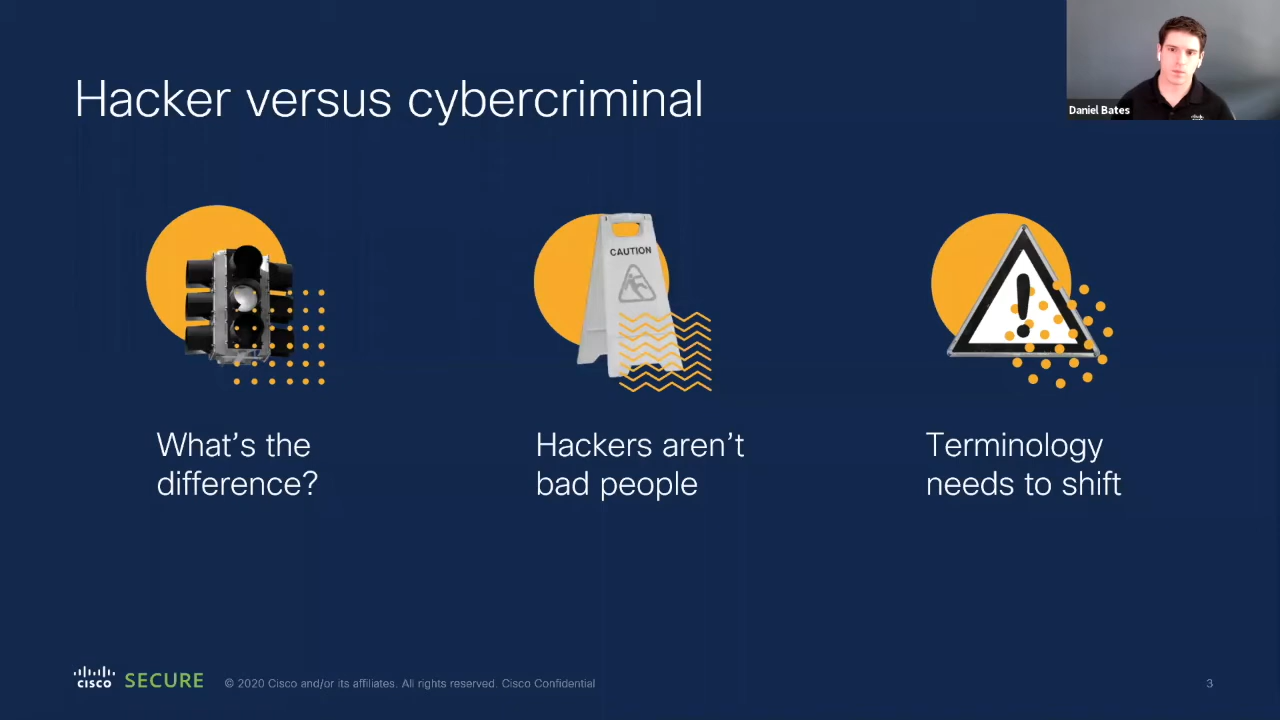 Hacker versus cybercriminal
Daniel Bates
CAUTION
What's the
difference?
Hackers aren't
bad people
Terminology
needs to shift
CISCO SECURE © 2020 Cisco and/or its affiliates. All rights reserved. Cisco Confidential 3